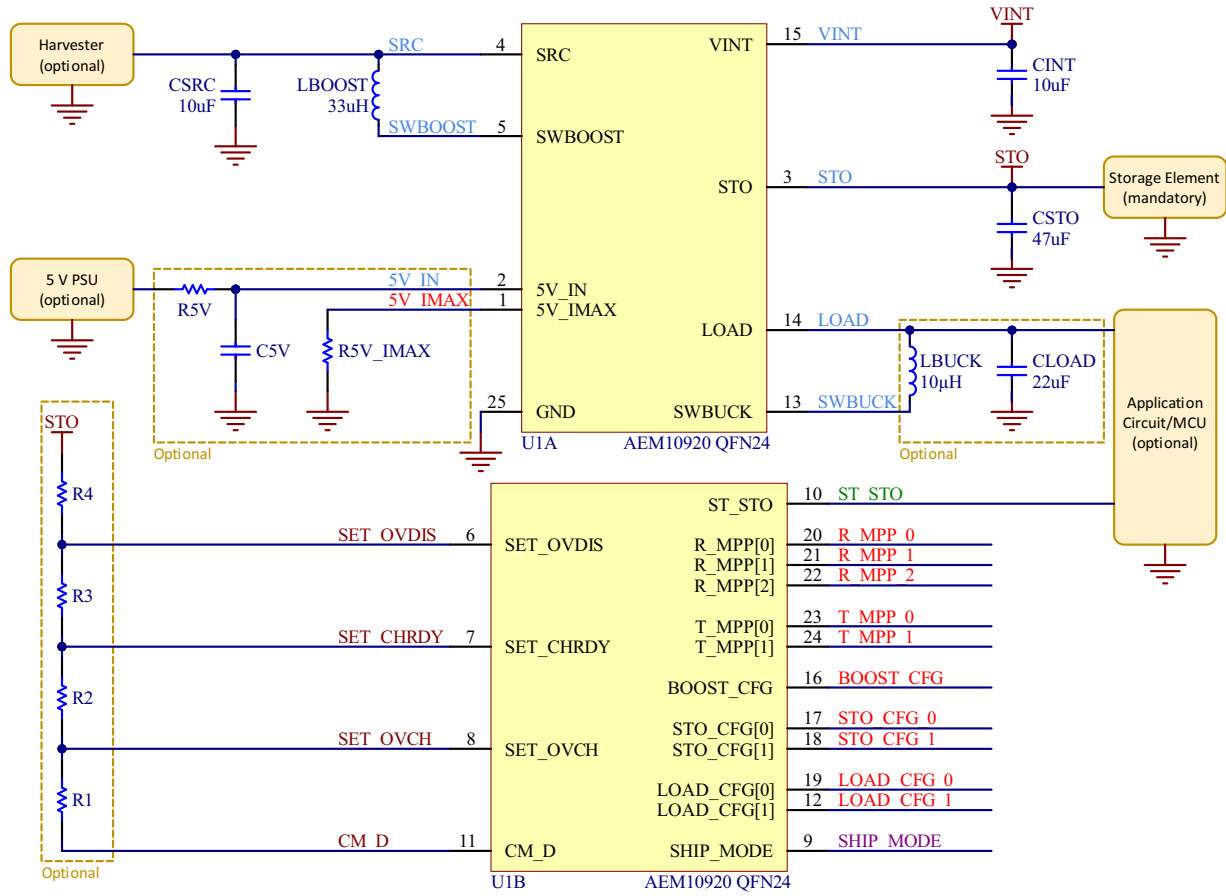 Harvester
(optional)
CSRC
10uF
LBOOST
33uH
SRC
4
SRC
SWBOOST
5
SWBOOST
VINT
15
VINT
VINT
CINT
10uF
STO
3
STO
STO
CSTO
47uF
Storage Element
(mandatory)
5 V PSU
(optional)
R5V
C5V
5V_IN
2
5V_IN
5V_IMAX
1
5V_IMAX
R5V_IMAX
Optional
25
GND
LOAD
14
LOAD
LBUCK
10µH
CLOAD
22uF
SWBUCK
13
SWBUCK
Optional
Application
Circuit/MCU
(optional)
U1A
AEM10920 QFN24
STO
R4
R3
R2
R1
Optional
SET_OVDIS
6
SET_OVDIS
SET_CHRDY
7
SET_CHRDY
SET_OVCH
8
SET_OVCH
CM_D
11
CM_D
ST_STO
10
ST_STO
R_MPP[0]
20
R_MPP_0
R_MPP[1]
21
R_MPP_1
R_MPP[2]
22
R_MPP_2
T_MPP[0]
23
T_MPP_0
T_MPP[1]
24
T_MPP_1
BOOST_CFG
16
BOOST_CFG
STO_CFG[0]
17
STO_CFG_0
STO_CFG[1]
18
STO_CFG_1
LOAD_CFG[0]
19
LOAD_CFG_0
LOAD_CFG[1]
12
LOAD_CFG_1
SHIP_MODE
9
SHIP_MODE
U1B
AEM10920 QFN24